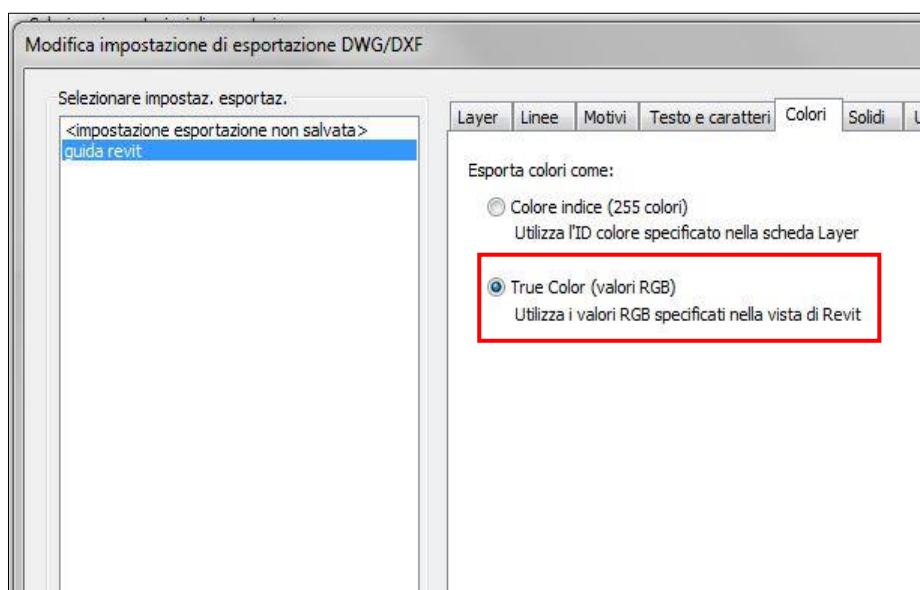 Modifica impostazione di esportazione DWG/DXF
Selezionare impostaz. esportaz.
<impostazione esportazione non salvata>
guida revit
Layer Linee Motivi Testo e caratteri Colori Solidi
Esporta colori come:
Colore indice (255 colori)
Utilizza l'ID colore specificato nella scheda Layer
True Color (valori RGB)
Utilizza i valori RGB specificati nella vista di Revit